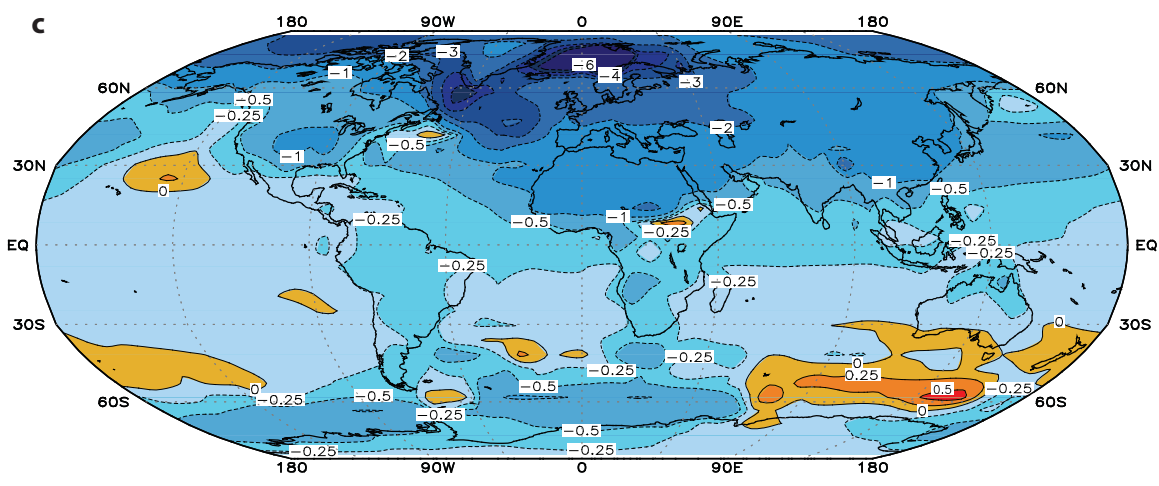 c
180 90W 0 90E 180
-2 -3
-6
-1 -4
-3
60N 60N
-0.5
-0.25
-2
-0.5
-1
30N 30N
0 -1 -0.5
-0.5
-0.25 -0.5 -1
-0.25
EQ -0.25 EQ
-0.25
-0.25 -0.25
30S 0 30S
-0.25 0
-0.25 0.25
0 -0.5 0.5 -0.25
60S -0.25 -0.5 60S
-0.25 0
-0.5
-0.25 -0.25
180 90W 0 90E 180